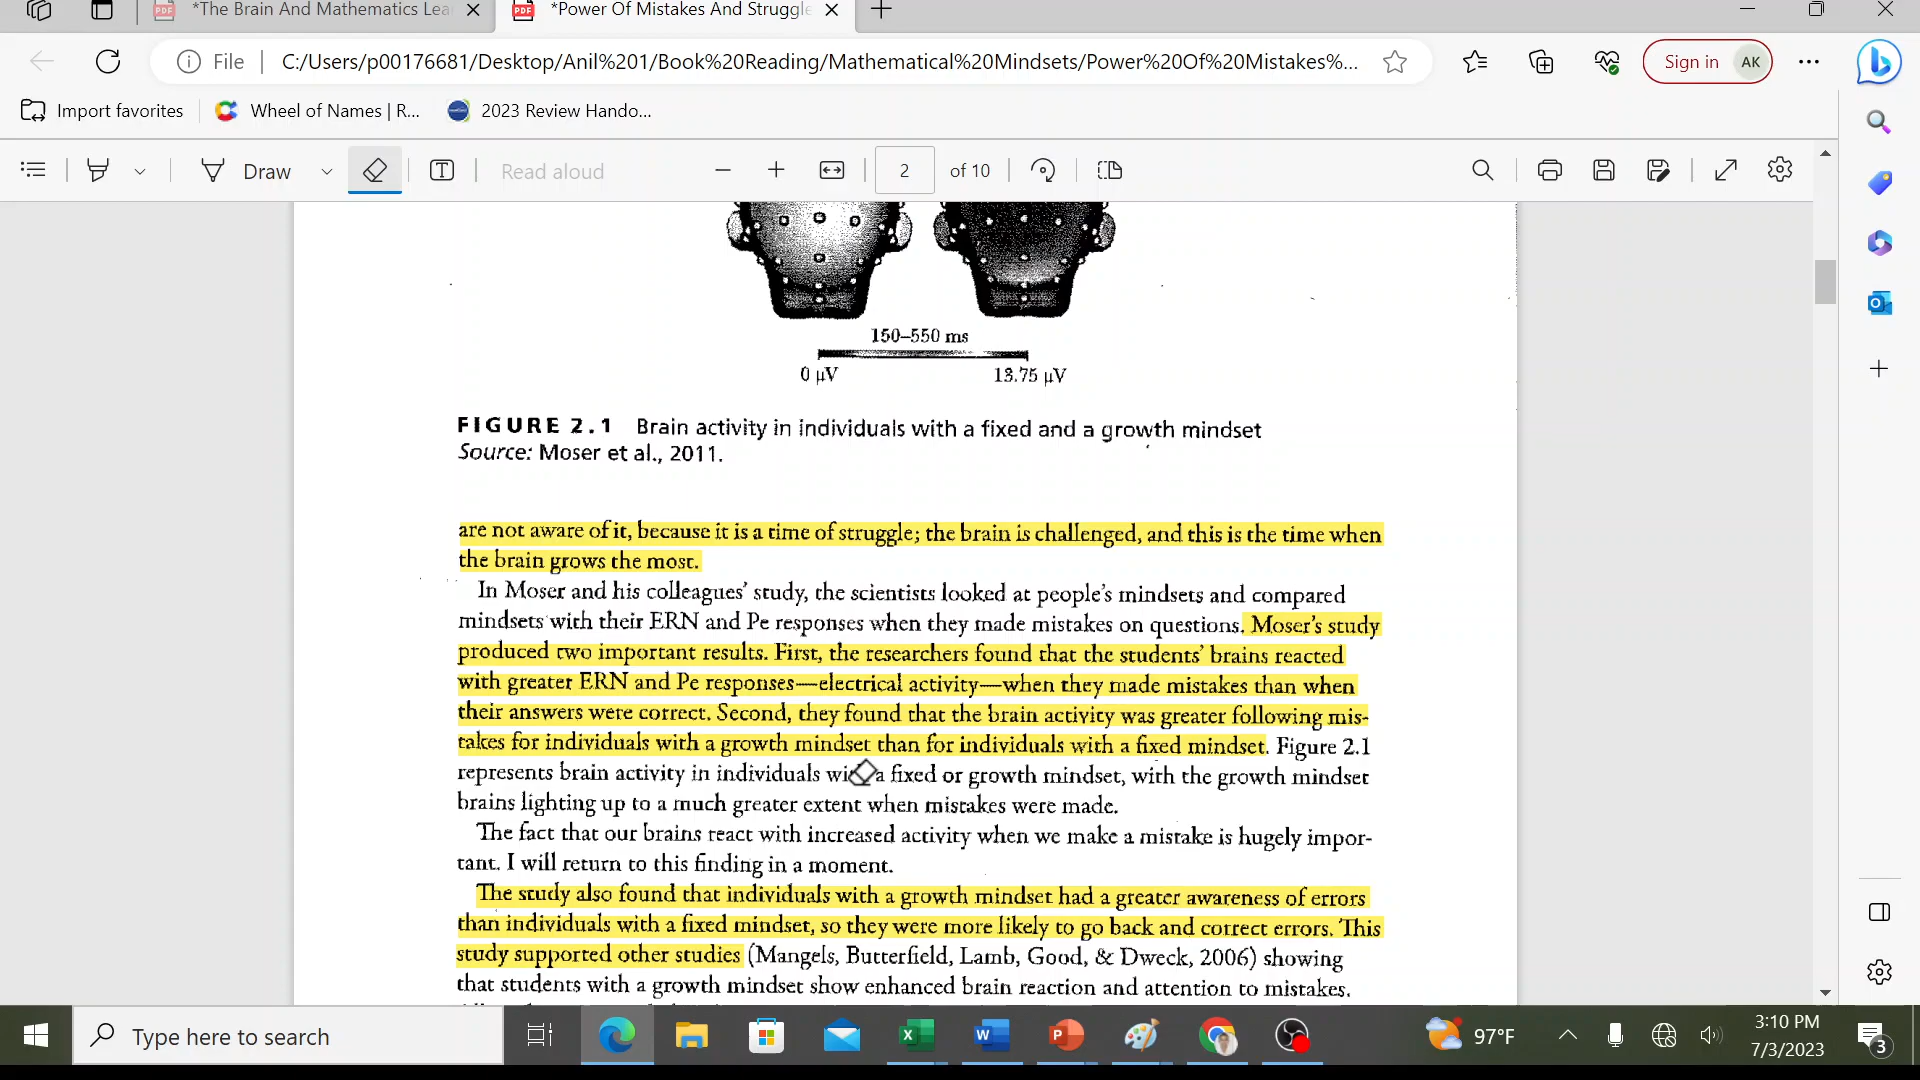 *The Brain And Mathematics Lea
*Power Of Mistakes And Struggle
File
C:/Users/p00176681/Desktop/Anil%201/Book%20Reading/Mathematical%20Mindsets/Power%20Of%20Mistakes%...
Sign in AK
Import favorites
Wheel of Names | R...
2023 Review Hando...
Draw
Read aloud
2 of 10
150–550 ms
0 µV 13.75 µV
FIGURE 2.1 Brain activity in individuals with a fixed and a growth mindset
Source: Moser et al., 2011.
are not aware of it, because it is a time of struggle; the brain is challenged, and this is the time when
the brain grows the most.
In Moser and his colleagues' study, the scientists looked at people's mindsets and compared
mindsets with their ERN and Pe responses when they made mistakes on questions. Moser's study
produced two important results. First, the researchers found that the students' brains reacted
with greater ERN and Pe responses—electrical activity—when they made mistakes than when
their answers were correct. Second, they found that the brain activity was greater following mis-
takes for individuals with a growth mindset than for individuals with a fixed mindset. Figure 2.1
represents brain activity in individuals wi a fixed or growth mindset, with the growth mindset
brains lighting up to a much greater extent when mistakes were made.
The fact that our brains react with increased activity when we make a mistake is hugely impor-
tant. I will return to this finding in a moment.
The study also found that individuals with a growth mindset had a greater awareness of errors
than individuals with a fixed mindset, so they were more likely to go back and correct errors. This
study supported other studies (Mangels, Butterfield, Lamb, Good, & Dweck, 2006) showing
that students with a growth mindset show enhanced brain reaction and attention to mistakes.
Type here to search
97°F
3:10 PM
7/3/2023
3